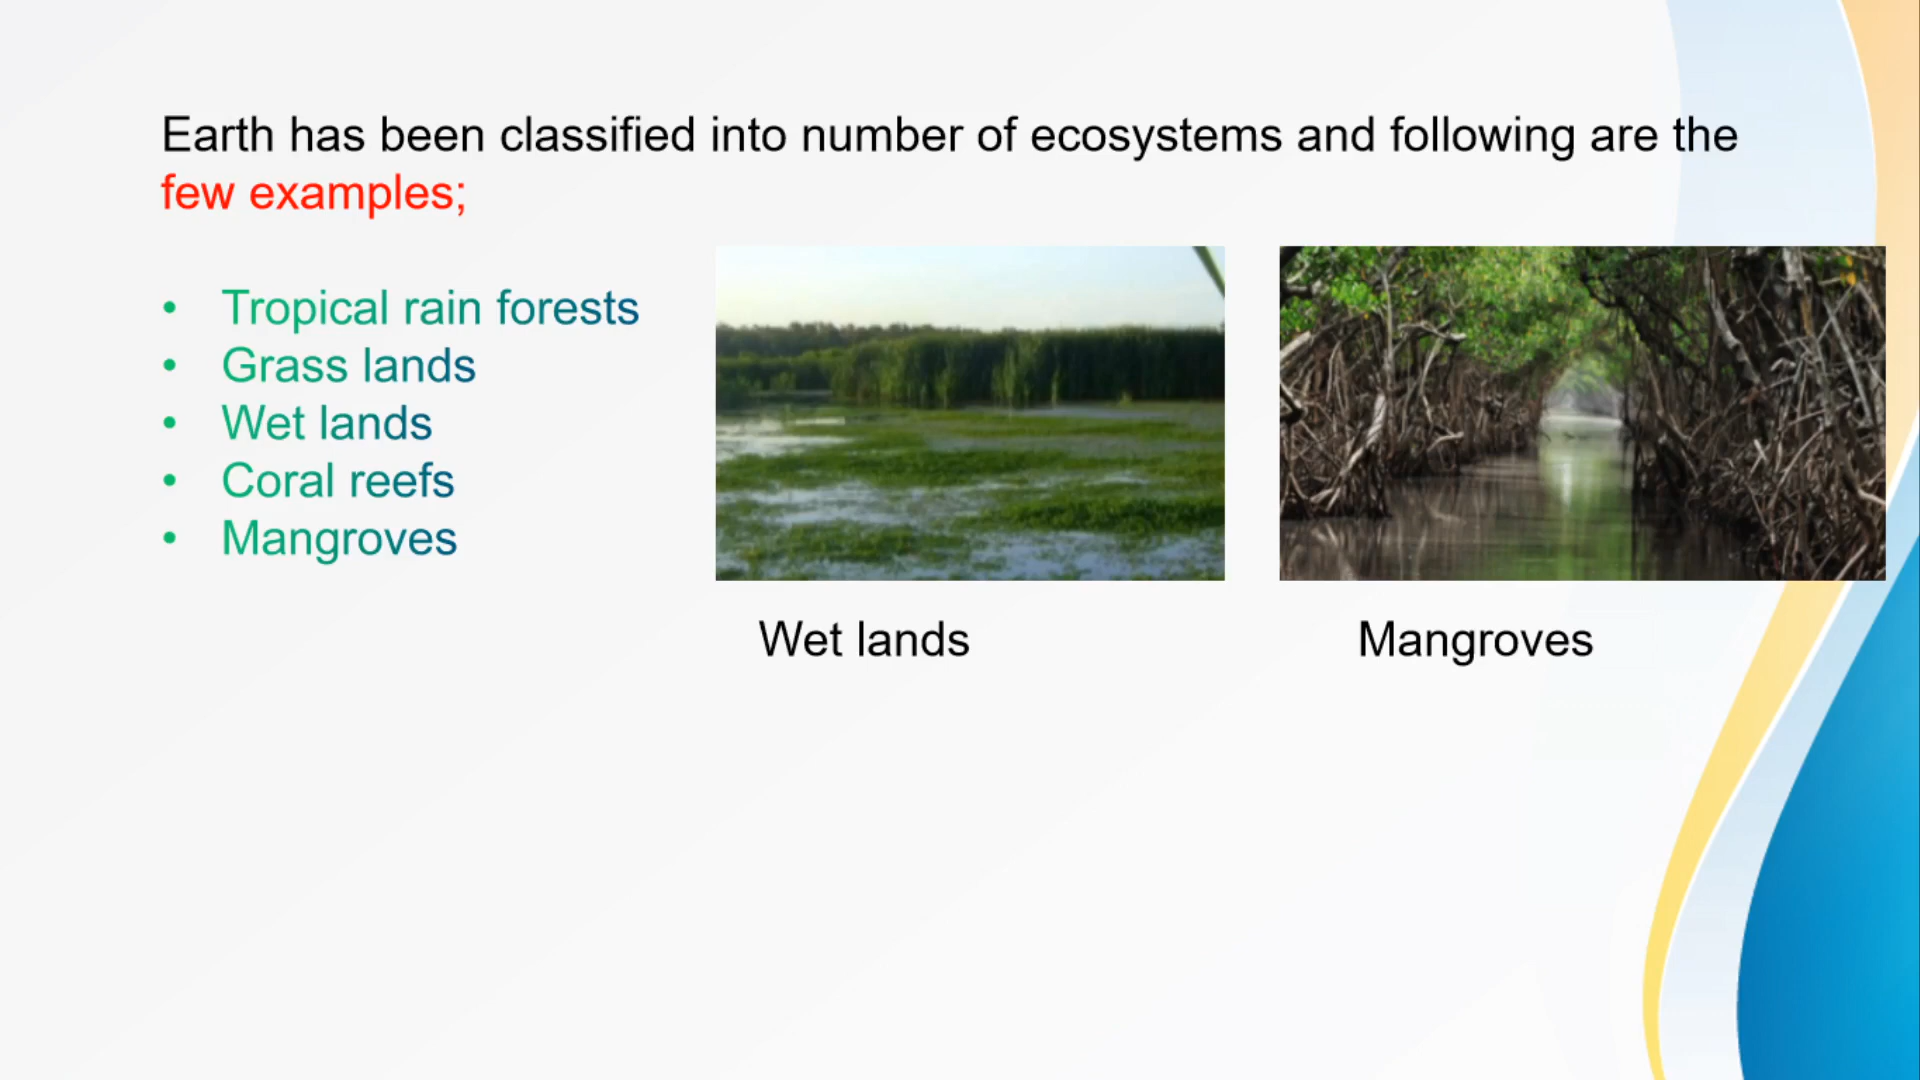 Earth has been classified into number of ecosystems and following are the
few examples;
• Tropical rain forests
• Grass lands
• Wet lands
• Coral reefs
• Mangroves
Wet lands
Mangroves